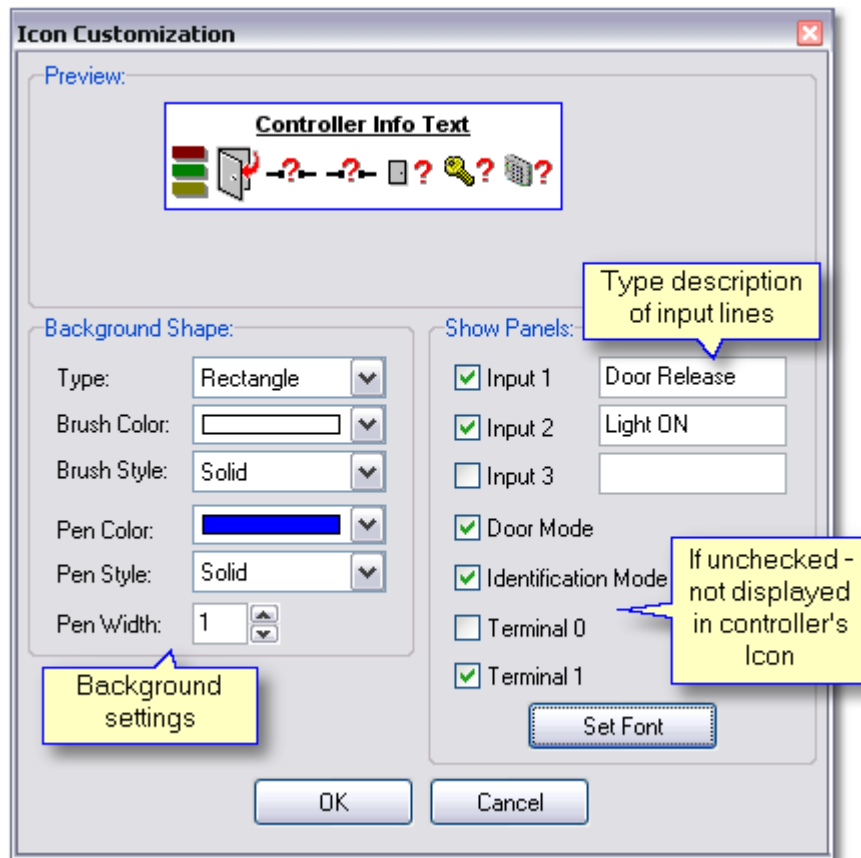 Icon Customization
Preview:
Controller Info Text
? ? ? ? ?
Type description
of input lines
Background Shape:
Type: Rectangle
Brush Color:
Brush Style: Solid
Pen Color:
Pen Style: Solid
Pen Width: 1
Background
settings
Show Panels:
Input 1 Door Release
Input 2 Light ON
Input 3
Door Mode
Identification Mode
Terminal 0
Terminal 1
If unchecked -
not displayed
in controller's
Icon
Set Font
OK Cancel